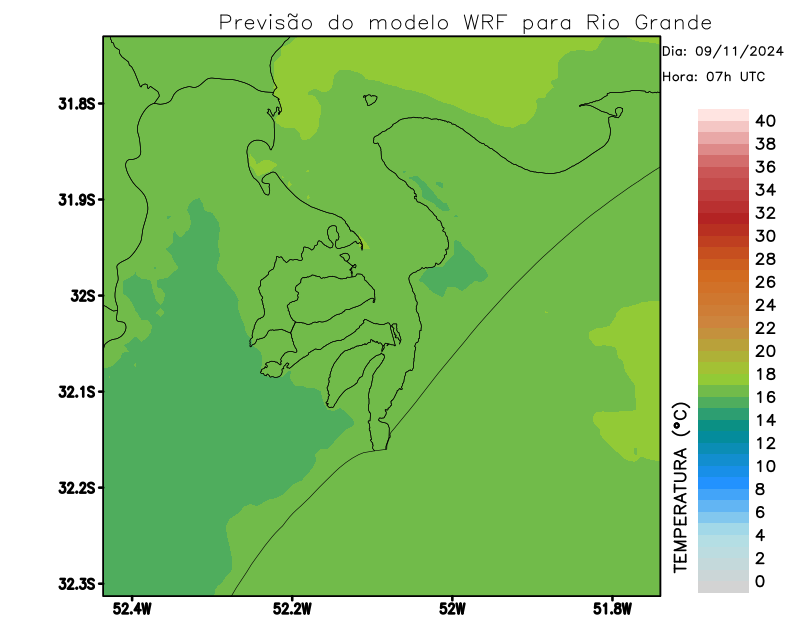 Previsão do modelo WRF para Rio Grande
Dia: 09/11/2024
Hora: 07h UTC
31.8S
31.9S
32S
32.1S
32.2S
32.3S
52.4W
52.2W
52W
51.8W
TEMPERATURA (°C)
40
38
36
34
32
30
28
26
24
22
20
18
16
14
12
10
8
6
4
2
0